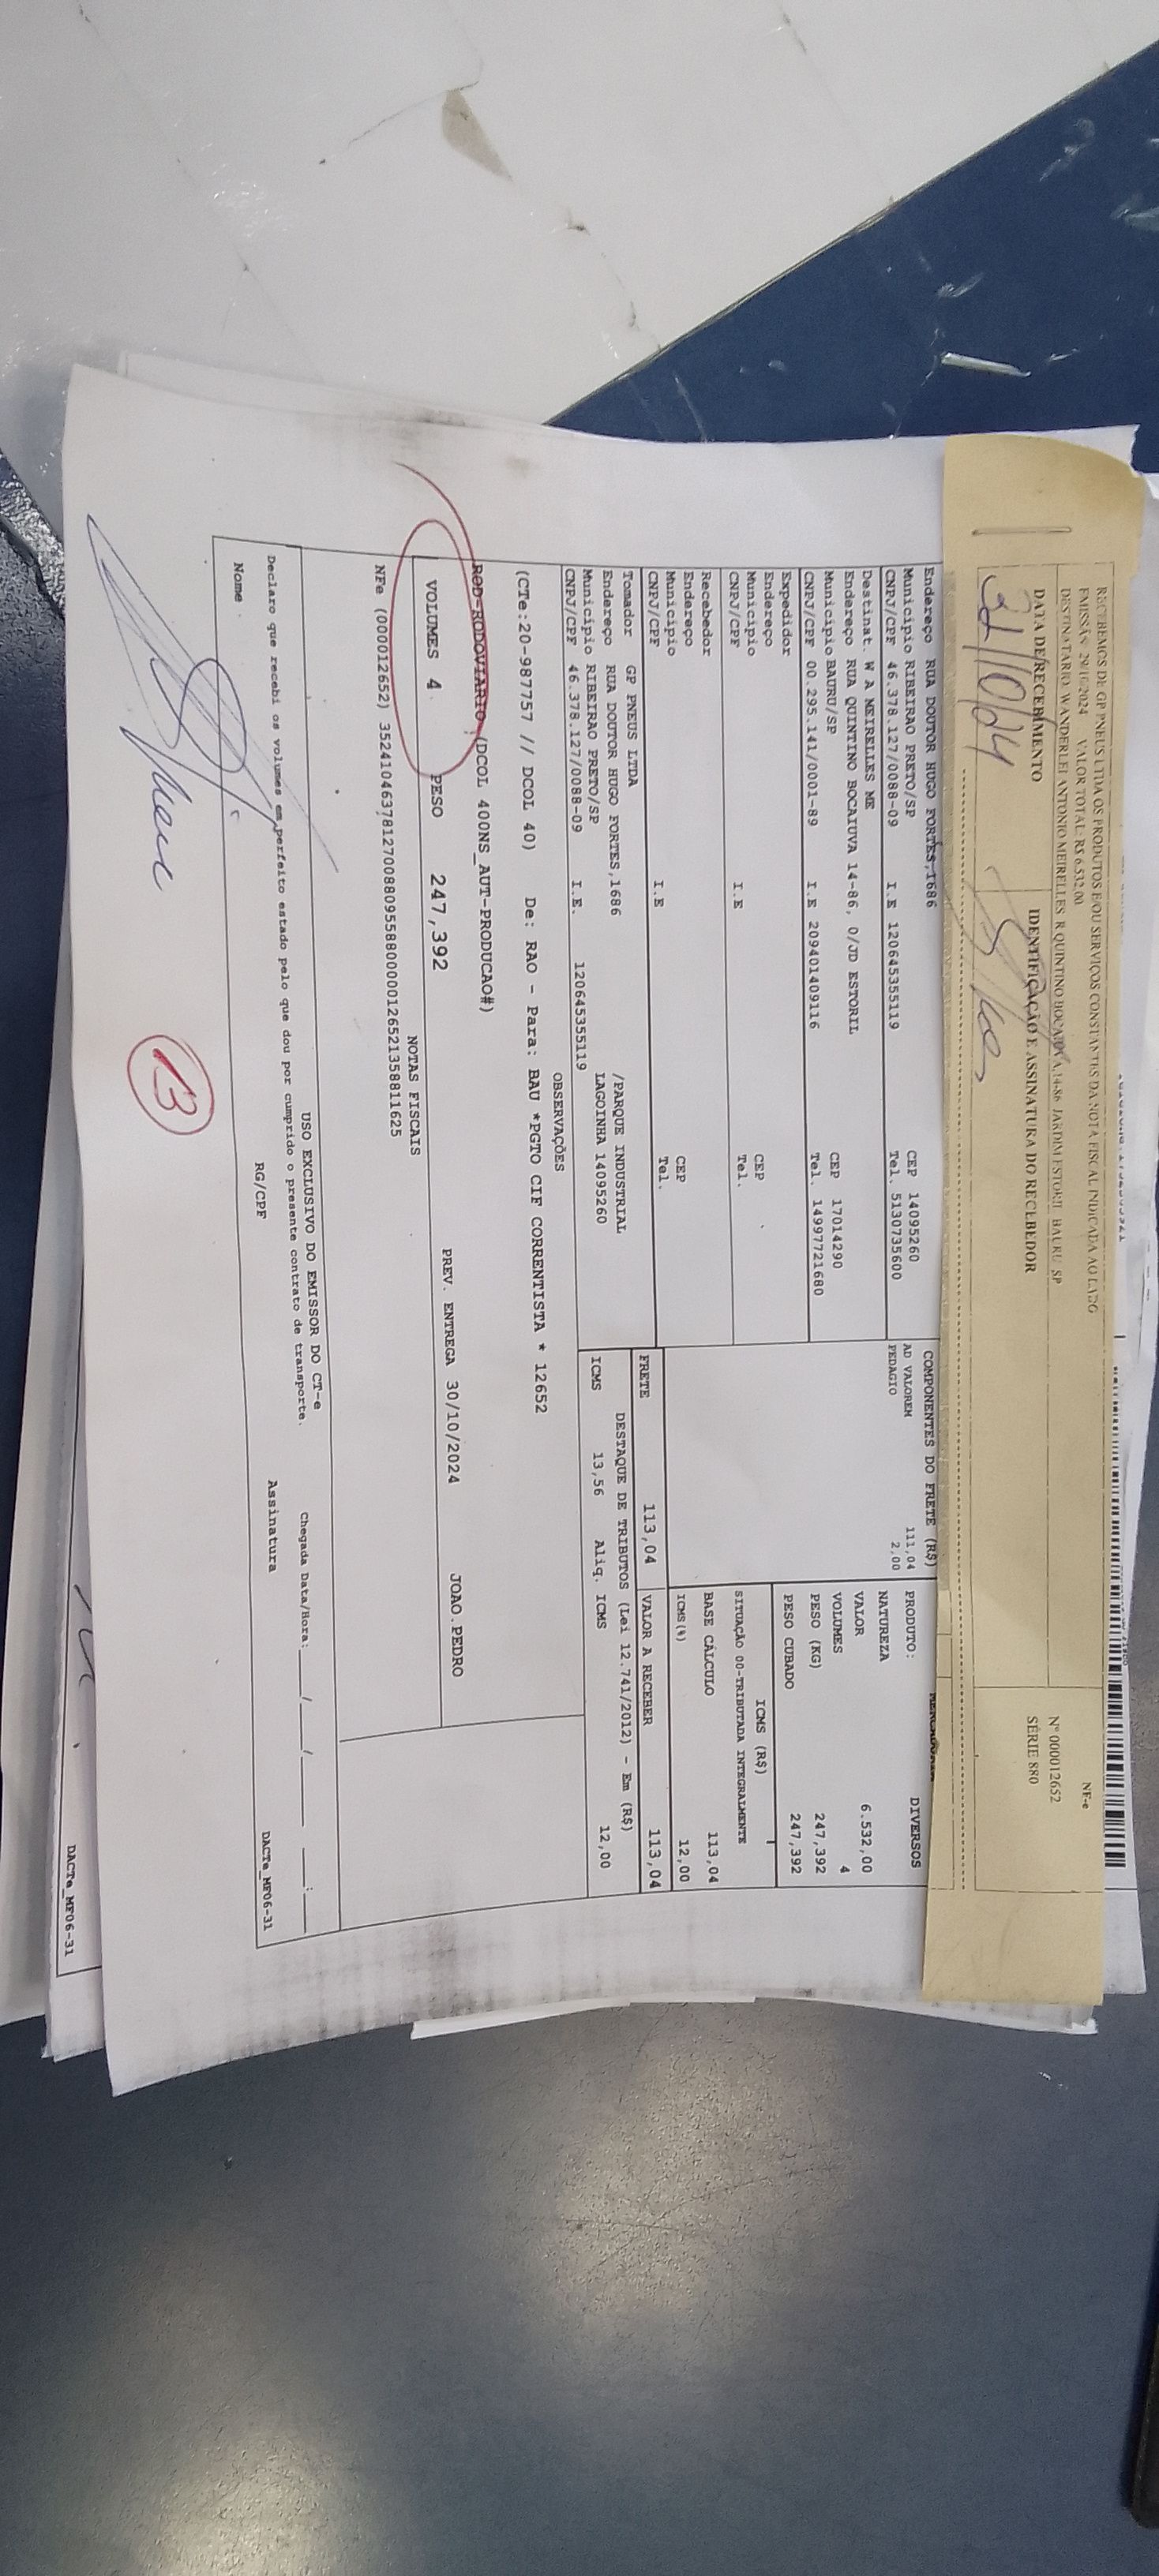 RECEBEMOS DE GP PNEUS LTDA OS PRODUTOS E/OU SERVIÇOS CONSTANTES DA NOTA FISCAL INDICADA AO LADO
EMISSÃO: 29/10/2024 VALOR TOTAL: R$ 6.532,00
DESTINATARIO: WANDERLEI ANTONIO MEIRELLES R QUINTINO BOCAIUVA,14-86 JARDIM ESTORIL BAURU SP
NF-e
Nº 000012652
SÉRIE 880
DATA DE RECEBIMENTO
IDENTIFICAÇÃO E ASSINATURA DO RECEBEDOR
31/10/24
Endereço RUA DOUTOR HUGO FORTES,1686
Município RIBEIRAO PRETO/SP CEP 14095260
CNPJ/CPF 46.378.127/0088-09 I.E 120645355119 Tel. 5130735600
Destinat. W A MEIRELLES ME
Endereço RUA QUINTINO BOCAIUVA 14-86, 0/JD ESTORIL
Município BAURU/SP CEP 17014290
CNPJ/CPF 00.295.141/0001-89 I.E 209401409116 Tel. 14997721680
Expedidor
Endereço
Município CEP
CNPJ/CPF I.E Tel.
Recebedor
Endereço
Município CEP
CNPJ/CPF I.E Tel.
Tomador GP PNEUS LTDA
Endereço RUA DOUTOR HUGO FORTES,1686 /PARQUE INDUSTRIAL
Município RIBEIRAO PRETO/SP LAGOINHA 14095260
CNPJ/CPF 46.378.127/0088-09 I.E. 120645355119
COMPONENTES DO FRETE (R$)
AD VALOREM 111,04
PEDAGIO 2,00
PRODUTO: DIVERSOS
NATUREZA
VALOR 6.532,00
VOLUMES 4
PESO (KG) 247,392
PESO CUBADO 247,392
ICMS (R$)
SITUAÇÃO 00-TRIBUTADA INTEGRALMENTE
BASE CÁLCULO 113,04
ICMS(%) 12,00
FRETE 113,04 VALOR A RECEBER 113,04
DESTAQUE DE TRIBUTOS (Lei 12.741/2012) - Em (R$)
ICMS 13,56 Aliq. ICMS 12,00
OBSERVAÇÕES
(CTe:20-987757 // DCOL 40) De: RAO - Para: BAU *PGTO CIF CORRENTISTA * 12652
ROD-RODOVIARIO (DCOL 400NS_AUT-PRODUCAO#)
VOLUMES 4 PESO 247,392 PREV. ENTREGA 30/10/2024 JOAO.PEDRO
NOTAS FISCAIS
NFe (000012652) 35241046378127008809558800000126521358811625
USO EXCLUSIVO DO EMISSOR DO CT-e
Declaro que recebi os volumes em perfeito estado pelo que dou por cumprido o presente contrato de transporte.
Chegada Data/Hora: ___/___/___ ___:___
Nome RG/CPF Assinatura
DACTe_MF06-31
13
DACTe_MF06-31